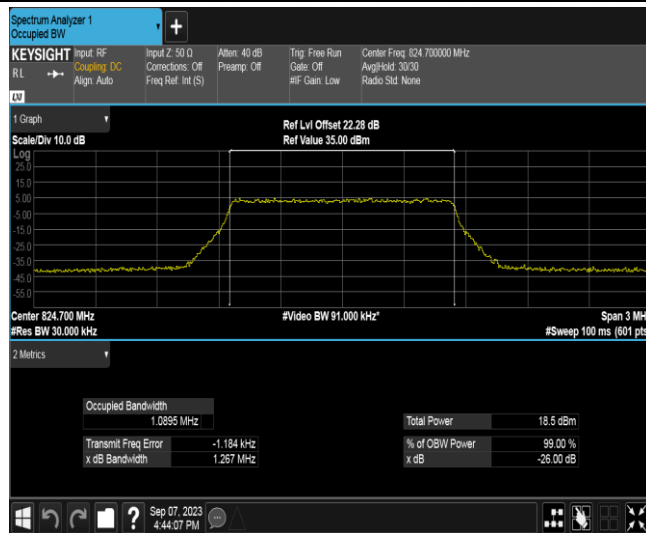 Spectrum Analyzer 1
Occupied BW
+
KEYSIGHT Input: RF Input Z: 50 Ω Atten: 40 dB Trig: Free Run Center Freq: 824.700000 MHz
RL Coupling: DC Corrections: Off Preamp: Off Gate: Off Avg|Hold: 30/30
Align: Auto Freq Ref: Int (S) #IF Gain: Low Radio Std: None
LXI
1 Graph
Ref Lvl Offset 22.28 dB
Scale/Div 10.0 dB Ref Value 35.00 dBm
Log
25.0
15.0
5.00
-5.00
-15.0
-25.0
-35.0
-45.0
-55.0
Center 824.700 MHz #Video BW 91.000 kHz* Span 3 MH
#Res BW 30.000 kHz #Sweep 100 ms (601 pts
2 Metrics
Occupied Bandwidth
1.0895 MHz Total Power 18.5 dBm
Transmit Freq Error -1.184 kHz % of OBW Power 99.00 %
x dB Bandwidth 1.267 MHz x dB -26.00 dB
? Sep 07, 2023
4:44:07 PM